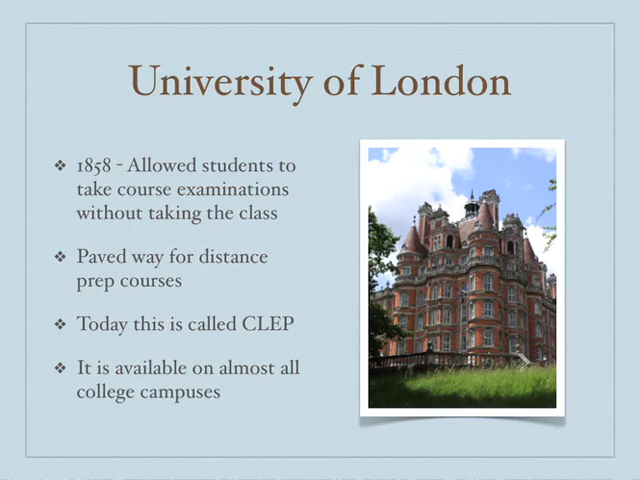 University of London
1858 - Allowed students to
take course examinations
without taking the class
Paved way for distance
prep courses
Today this is called CLEP
It is available on almost all
college campuses